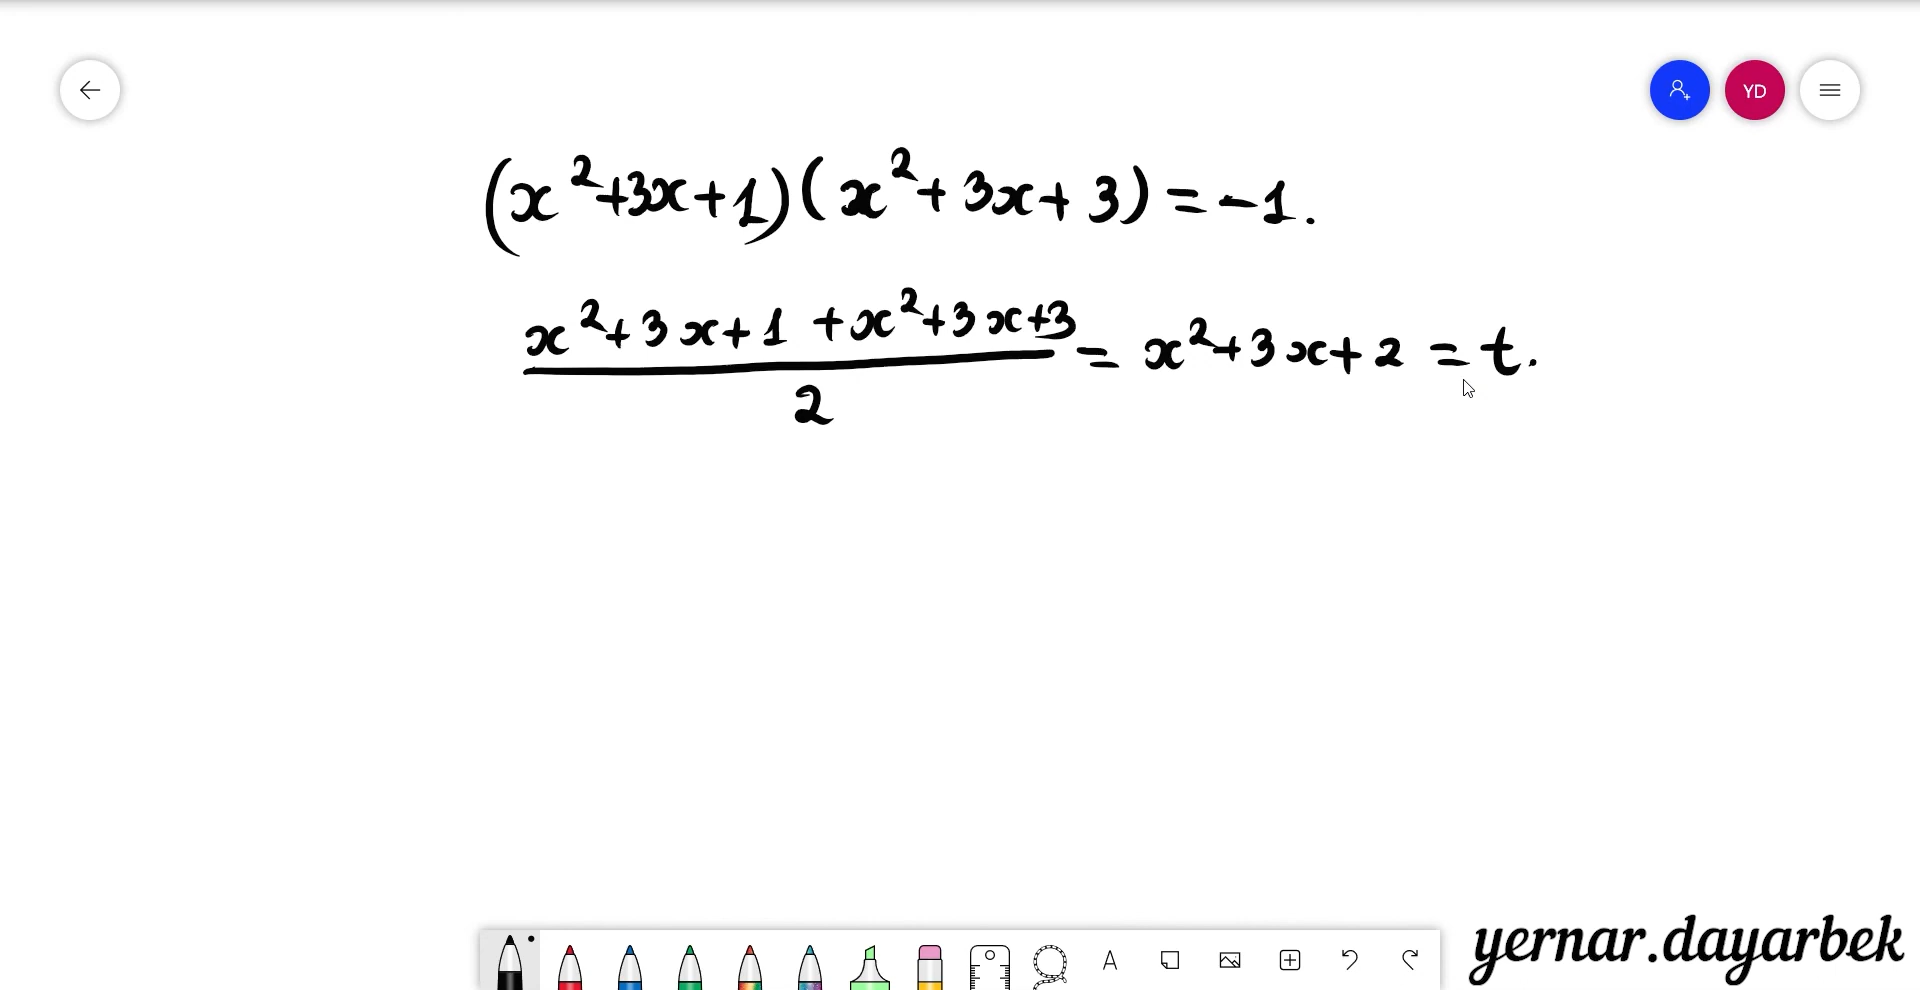 YD
(x²+3x+1)(x²+3x+3)=-1.
x²+3x+1+x²+3x+3
2
= x²+3x+2 = t.
A
yernar.dayarbek